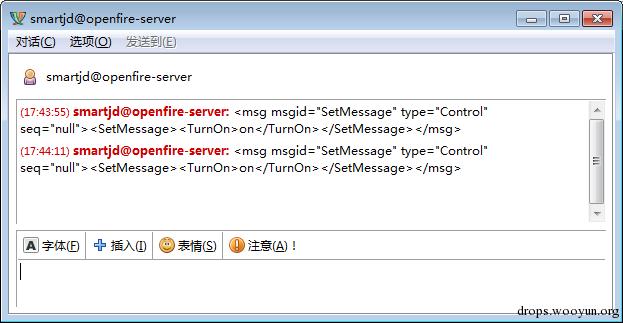 smartjd@openfire-server
对话(C) 选项(O) 发送到(E)
smartjd@openfire-server
(17:43:55) smartjd@openfire-server: <msg msgid="SetMessage" type="Control"
seq="null"><SetMessage><TurnOn>on</TurnOn></SetMessage></msg>
(17:44:11) smartjd@openfire-server: <msg msgid="SetMessage" type="Control"
seq="null"><SetMessage><TurnOn>on</TurnOn></SetMessage></msg>
A 字体(F) 插入(I) 表情(S) 注意(A)！
drops.wooyun.org